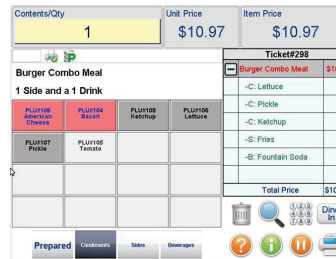 Contents/Qty
Unit Price
Item Price
1
$10.97
$10.97
Ticket#298
Burger Combo Meal
1 Side and a 1 Drink
Burger Combo Meal
-C: Lettuce
-C: Pickle
-C: Ketchup
-S: Fries
-B: Fountain Soda
PLU#109
American
Cheese
PLU#104
Bacon
PLU#108
Ketchup
PLU#106
Lettuce
PLU#107
Pickle
PLU#105
Tomato
Total Price
Prepared
Condiments
Sides
Beverages